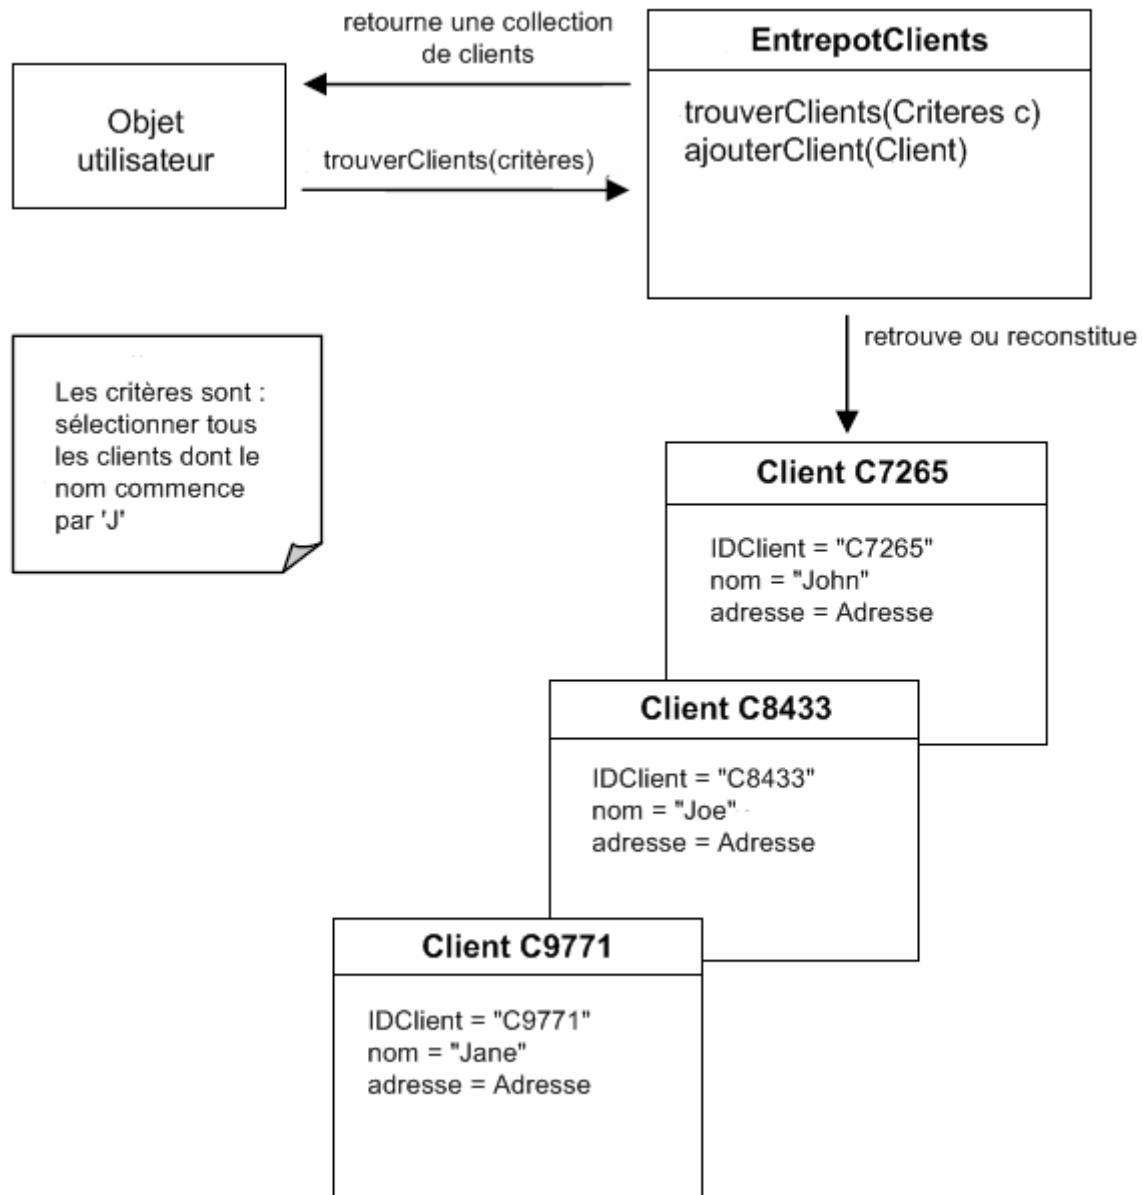 retourne une collection
de clients
EntrepotClients
Objet
utilisateur
trouverClients(Criteres c)
ajouterClient(Client)
trouverClients(critères)
retrouve ou reconstitue
Les critères sont :
sélectionner tous
les clients dont le
nom commence
par 'J'
Client C7265
IDClient = "C7265"
nom = "John"
adresse = Adresse
Client C8433
IDClient = "C8433"
nom = "Joe"
adresse = Adresse
Client C9771
IDClient = "C9771"
nom = "Jane"
adresse = Adresse